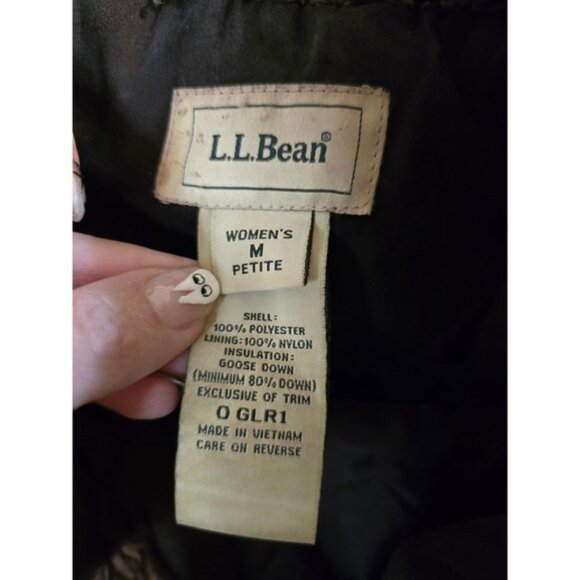 L.L.Bean®
WOMEN'S
M
PETITE
SHELL:
100% POLYESTER
LINING:100% NYLON
INSULATION:
GOOSE DOWN
(MINIMUM 80% DOWN)
EXCLUSIVE OF TRIM
0 GLR1
MADE IN VIETNAM
CARE ON REVERSE